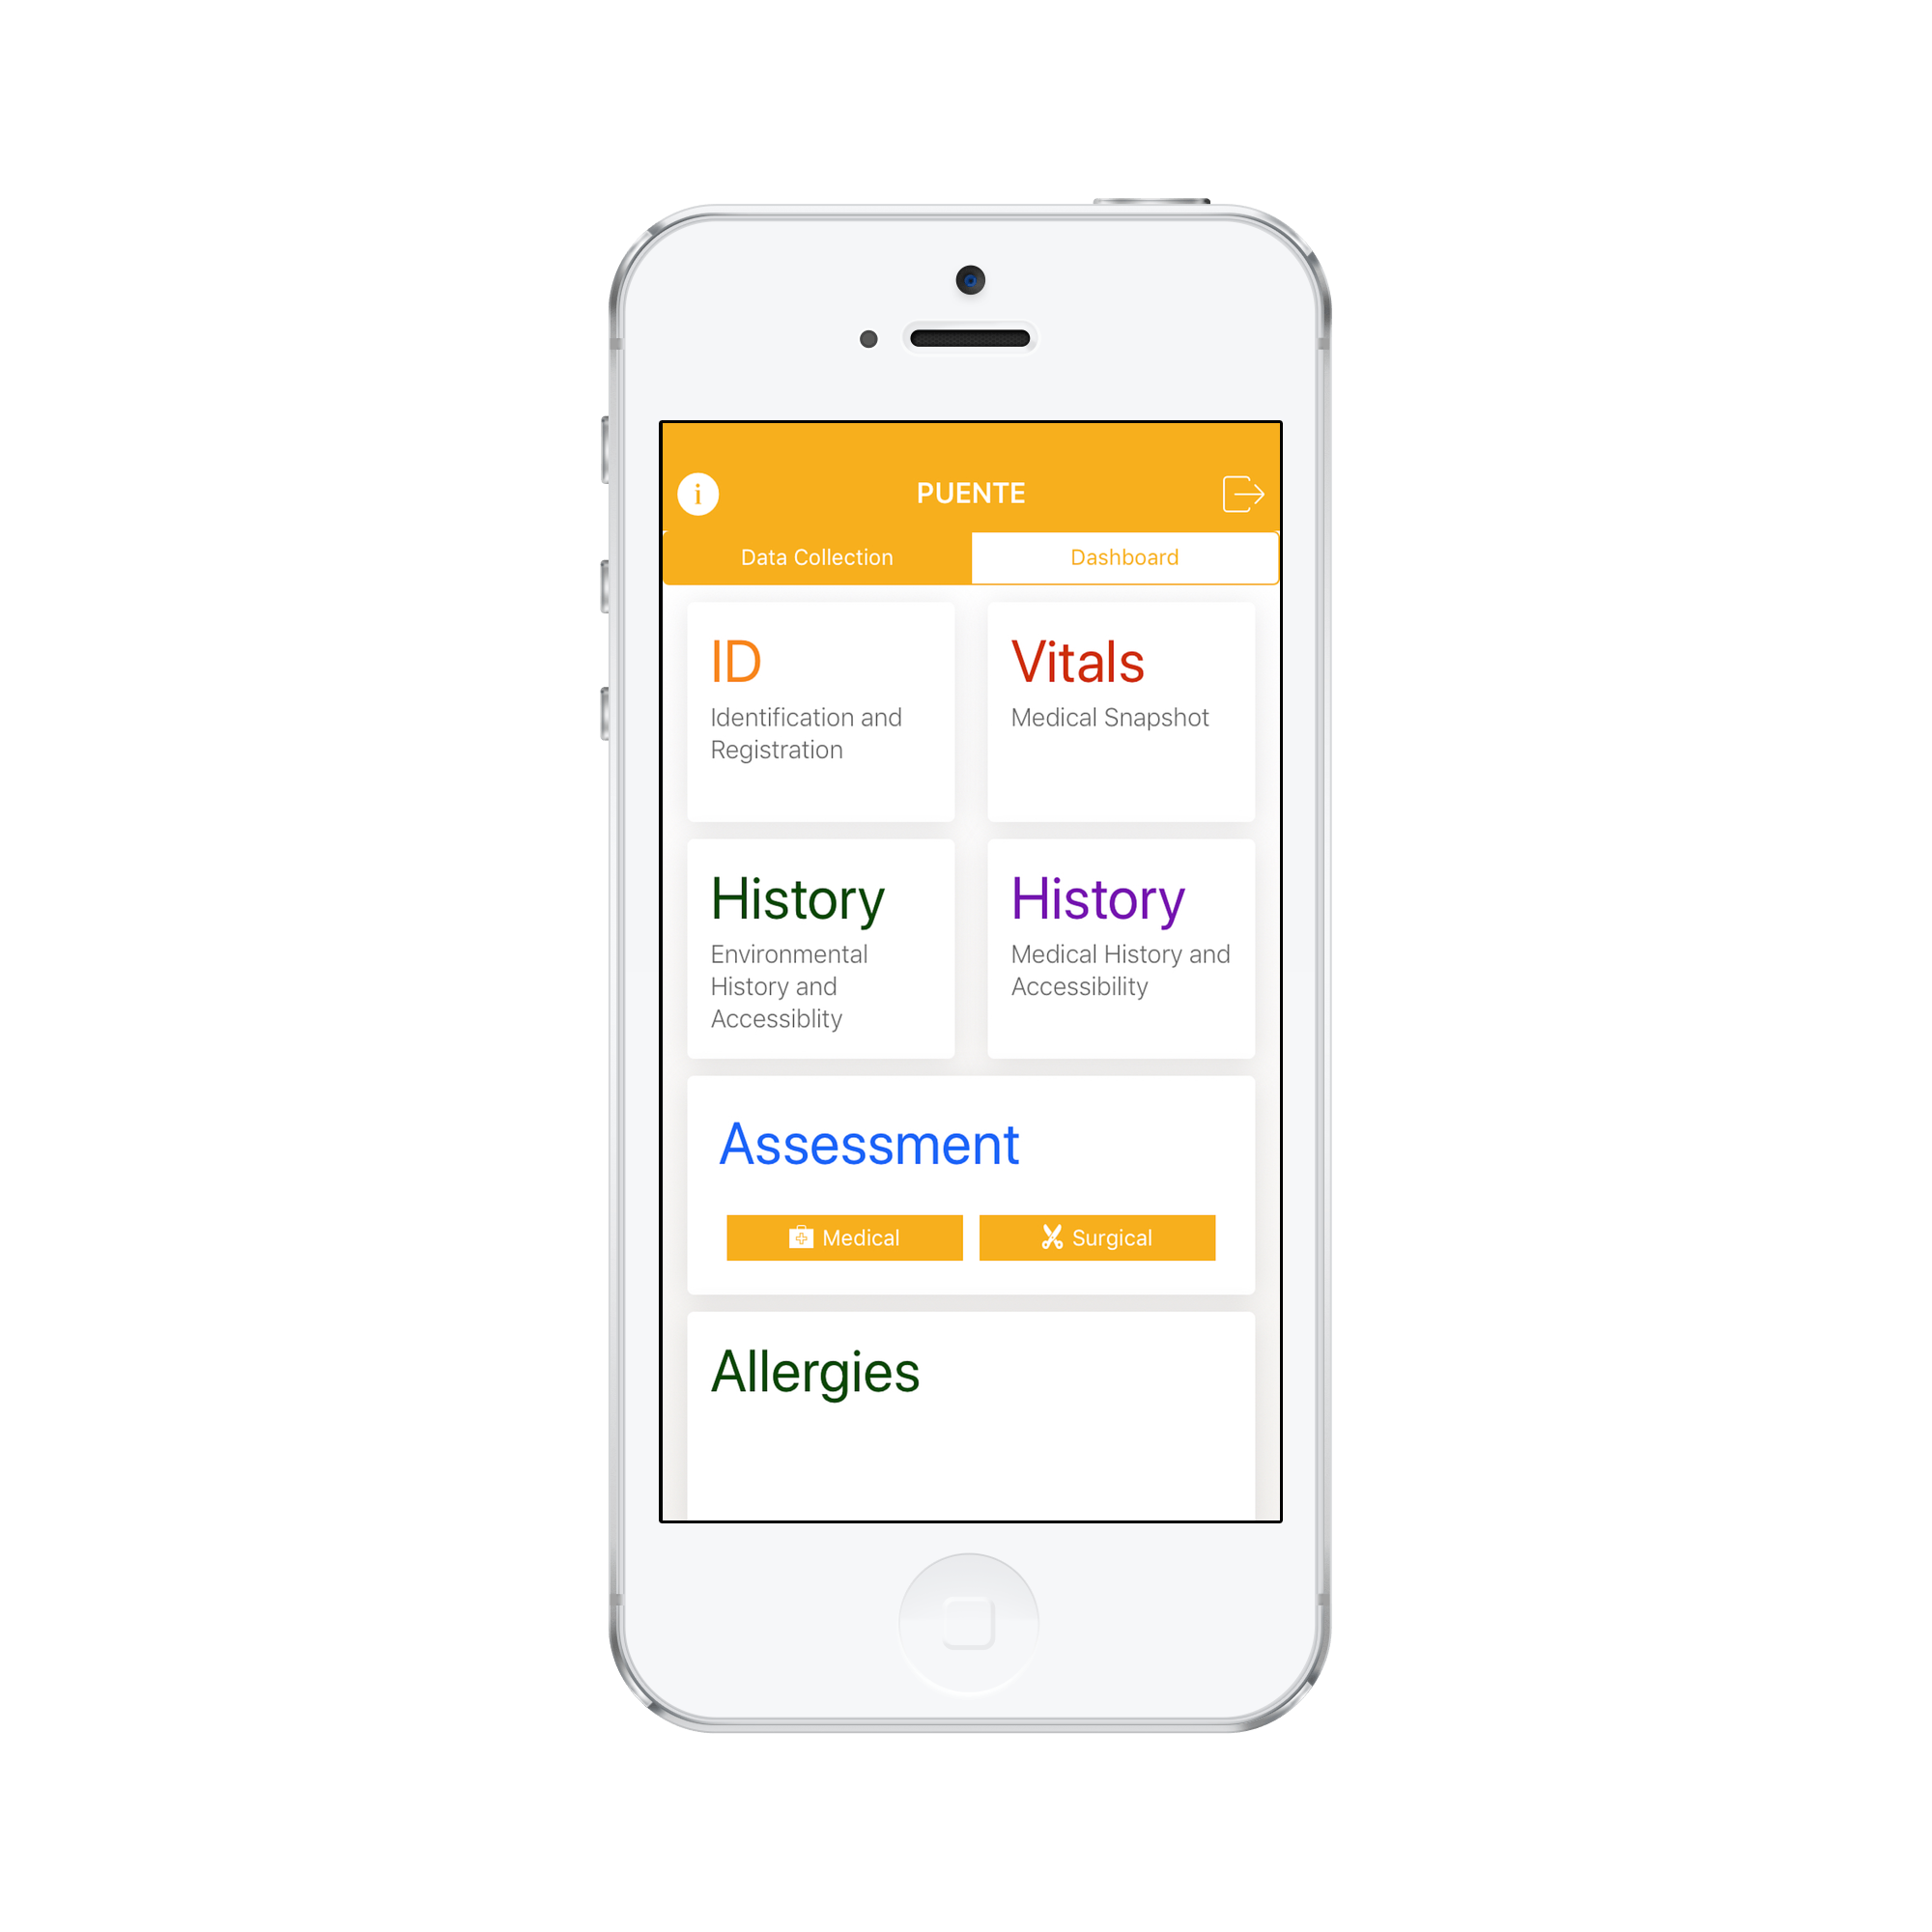 PUENTE
Data Collection
Dashboard
ID
Identification and
Registration
Vitals
Medical Snapshot
History
Environmental
History and
Accessiblity
History
Medical History and
Accessibility
Assessment
Medical
Surgical
Allergies